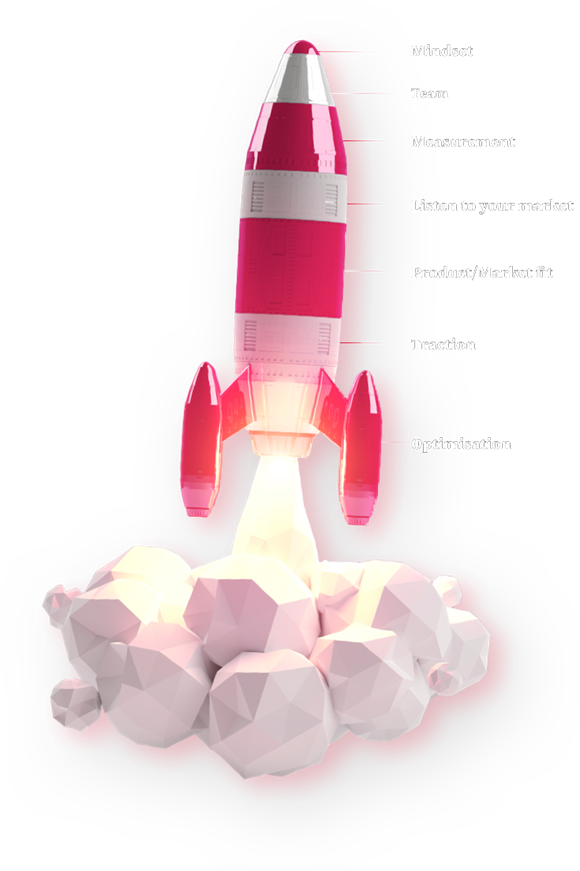 Mindset
Team
Measurement
Listen to your market
Product/Market fit
Traction
Optimisation